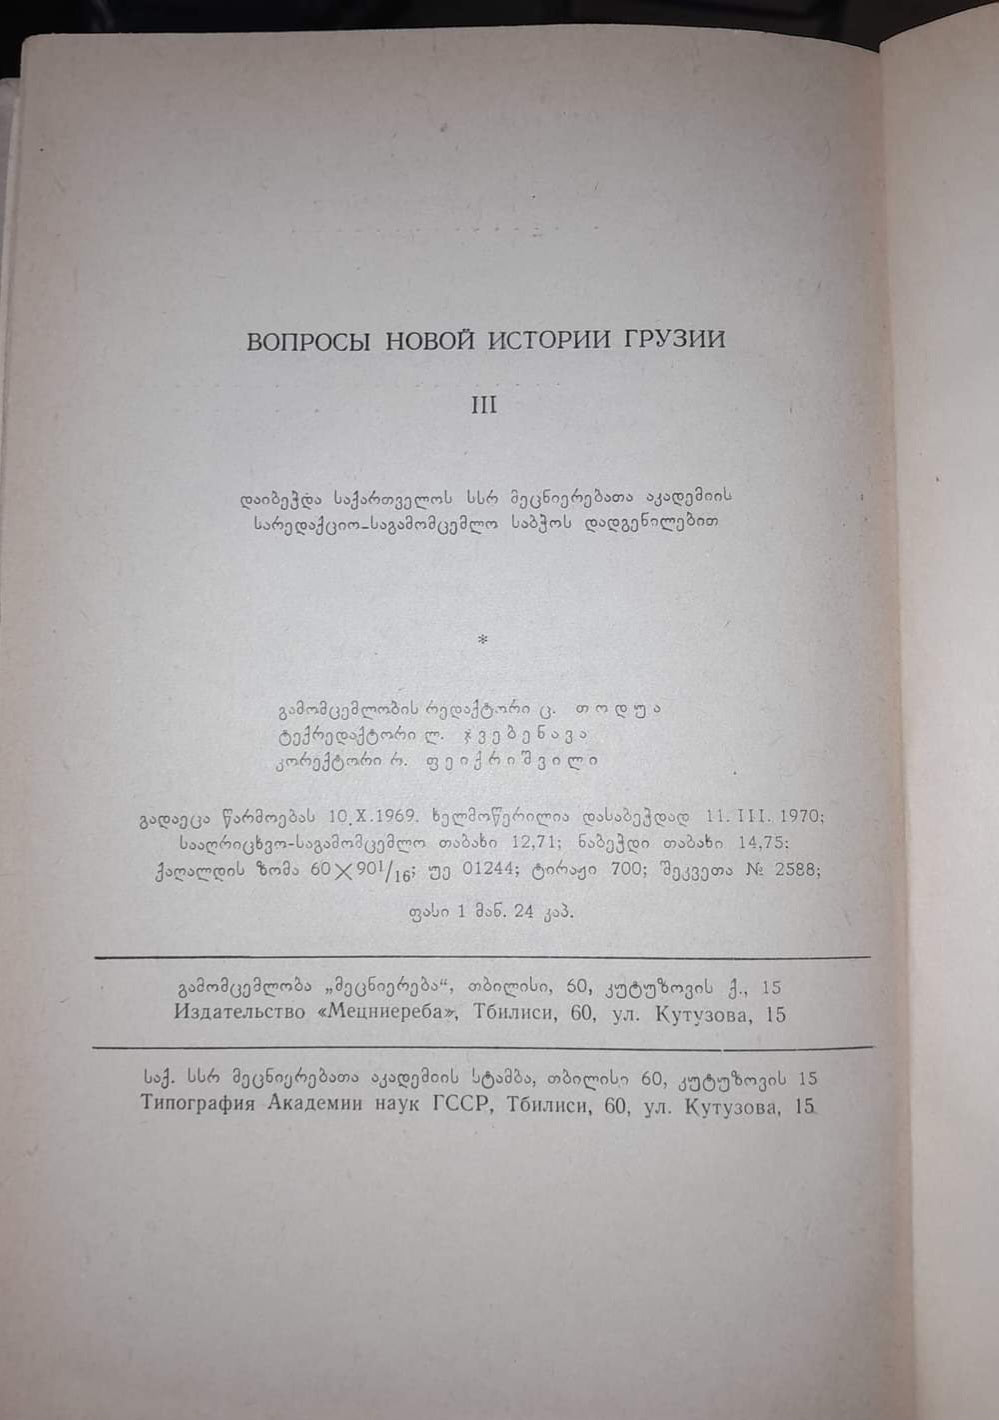 ВОПРОСЫ НОВОЙ ИСТОРИИ ГРУЗИИ
III
დაიბეჭდა საქართველოს სსრ მეცნიერებათა აკადემიის
სარედაქციო-საგამომცემლო საბჭოს დადგენილებით
*
გამომცემლობის რედაქტორი ც. თოდუა
ტექრედაქტორი ლ. ჯვებენავა
კორექტორი რ. ფეიქრიშვილი
გადაეცა წარმოებას 10.X.1969. ხელმოწერილია დასაბეჭდად 11.III.1970;
სააღრიცხვო-საგამომცემლო თაბახი 12,71; ნაბეჭდი თაბახი 14,75;
ქაღალდის ზომა 60×90¹/₁₆; უე 01244; ტირაჟი 700; შეკვეთა № 2588;
ფასი 1 მან. 24 კაპ.
გამომცემლობა „მეცნიერება“, თბილისი, 60, კუტუზოვის ქ., 15
Издательство «Мецниереба», Тбилиси, 60, ул. Кутузова, 15
საქ. სსრ მეცნიერებათა აკადემიის სტამბა, თბილისი 60, კუტუზოვის 15
Типография Академии наук ГССР, Тбилиси, 60, ул. Кутузова, 15